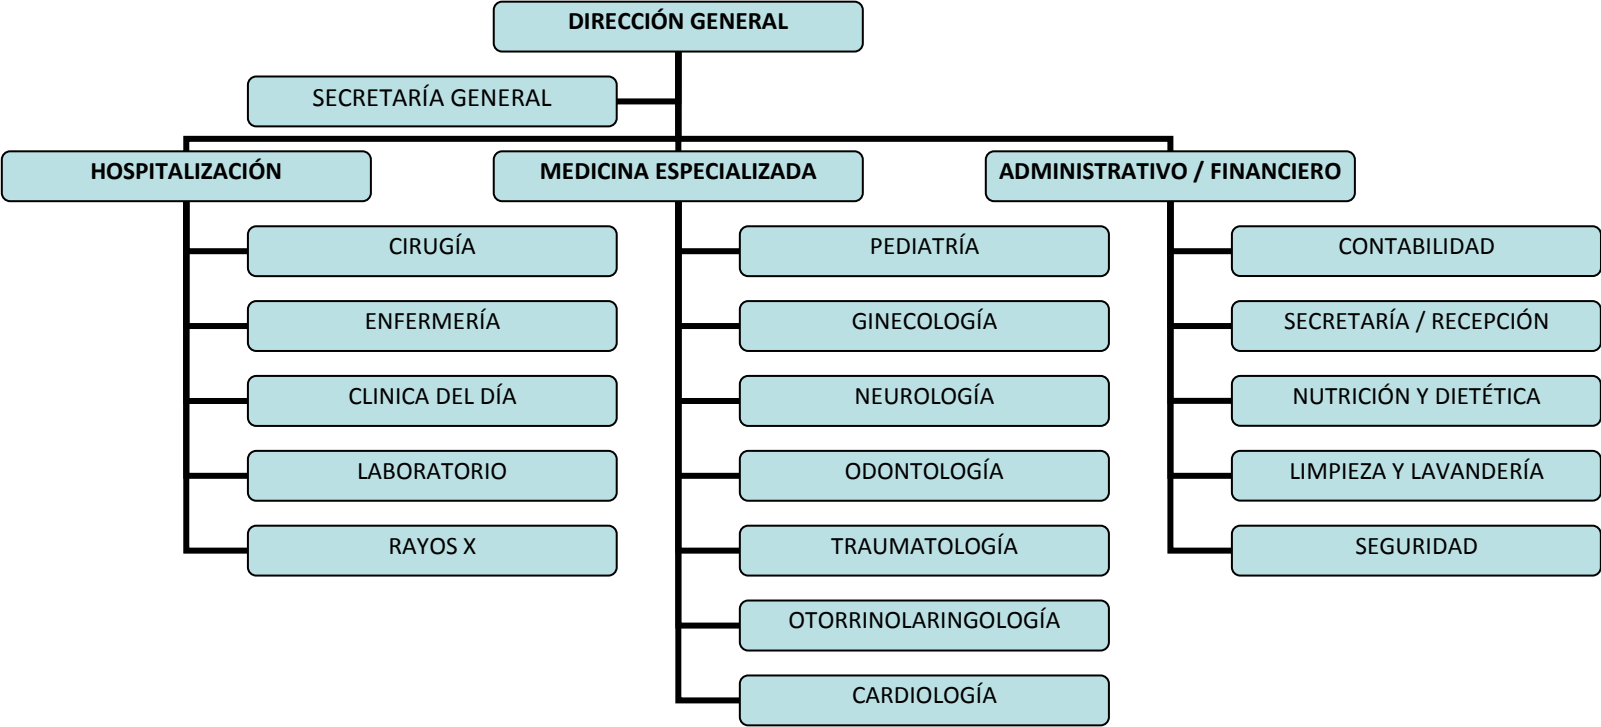 DIRECCIÓN GENERAL
SECRETARÍA GENERAL
HOSPITALIZACIÓN
CIRUGÍA
ENFERMERÍA
CLINICA DEL DÍA
LABORATORIO
RAYOS X
MEDICINA ESPECIALIZADA
PEDIATRÍA
GINECOLOGÍA
NEUROLOGÍA
ODONTOLOGÍA
TRAUMATOLOGÍA
OTORRINOLARINGOLOGÍA
CARDIOLOGÍA
ADMINISTRATIVO / FINANCIERO
CONTABILIDAD
SECRETARÍA / RECEPCIÓN
NUTRICIÓN Y DIETÉTICA
LIMPIEZA Y LAVANDERÍA
SEGURIDAD